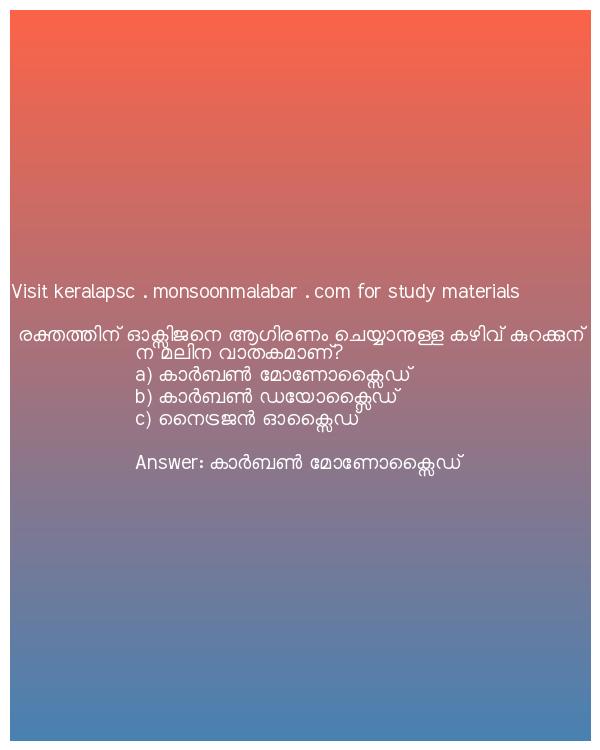 Visit keralapsc . monsoonmalabar . com for study materials
രക്തത്തിന് ഓക്സിജനെ ആഗിരണം ചെയ്യാനുള്ള കഴിവ് കുറക്കുന്
ന മലിന വാതകമാണ്?
a) കാർബൺ മോണോക്സൈഡ്
b) കാർബൺ ഡയോക്സൈഡ്
c) നൈട്രജൻ ഓക്സൈഡ്
Answer: കാർബൺ മോണോക്സൈഡ്